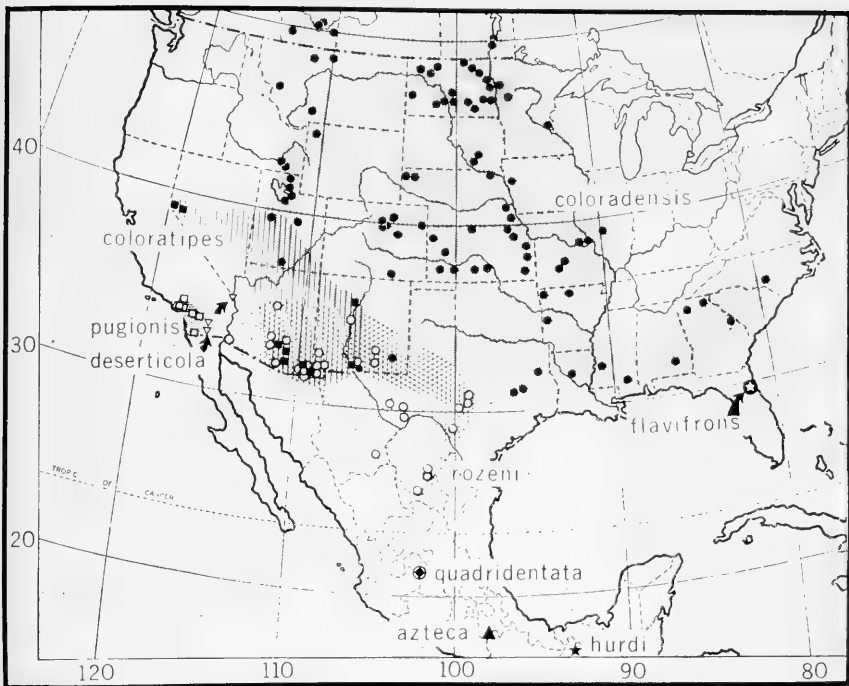 40
coloradensis
coloratipes
pugionis
deserticola
30
flavifrons
rozeni
TROPIC OF CANCER
20
quadridentata
azteca
hurdi
120 110 100 90 80